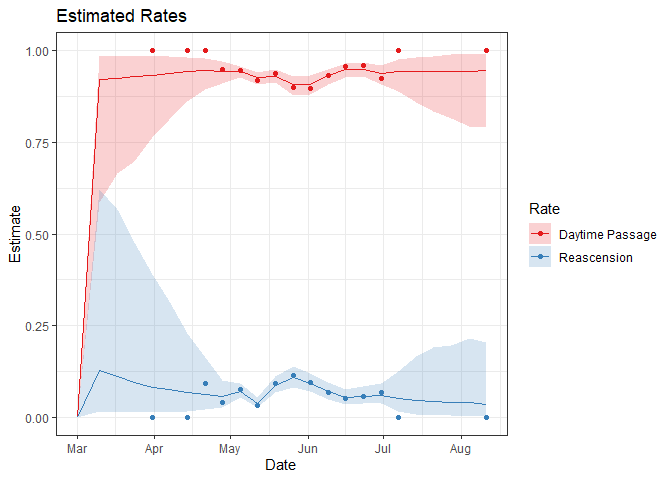 Estimated Rates
1.00
0.75
0.50
0.25
0.00
Estimate
Mar
Apr
May
Jun
Jul
Aug
Date
Rate
Daytime Passage
Reascension